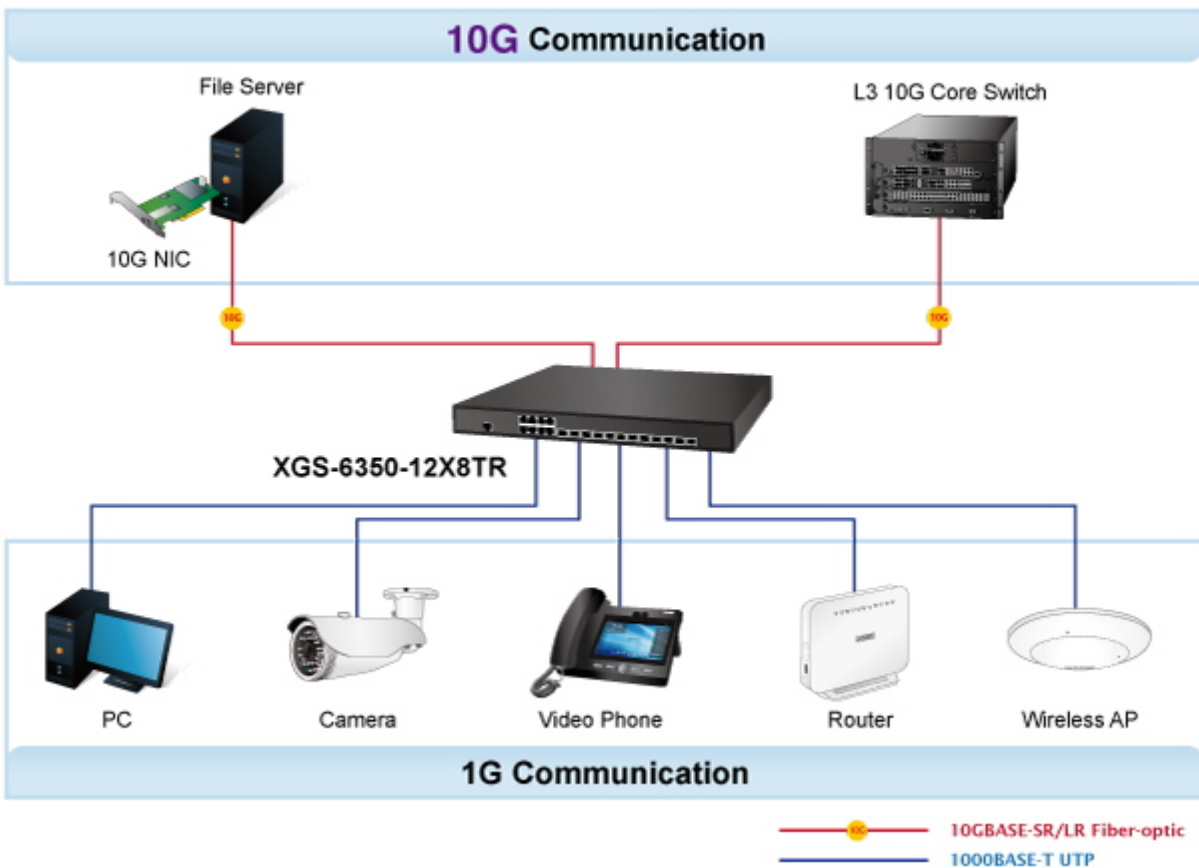 10G Communication
File Server
L3 10G Core Switch
10G NIC
10G
10G
XGS-6350-12X8TR
PC
Camera
Video Phone
Router
Wireless AP
1G Communication
10G
10GBASE-SR/LR Fiber-optic
1000BASE-T UTP